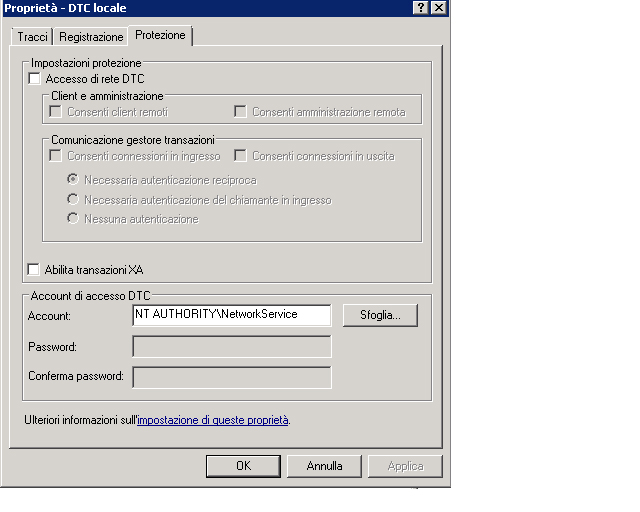 Proprietà - DTC locale
Tracci Registrazione Protezione
Impostazioni protezione
Accesso di rete DTC
Client e amministrazione
Consenti client remoti Consenti amministrazione remota
Comunicazione gestore transazioni
Consenti connessioni in ingresso Consenti connessioni in uscita
Necessaria autenticazione reciproca
Necessaria autenticazione del chiamante in ingresso
Nessuna autenticazione
Abilita transazioni XA
Account di accesso DTC
Account: NT AUTHORITY\NetworkService Sfoglia...
Password:
Conferma password:
Ulteriori informazioni sull'impostazione di queste proprietà.
OK Annulla Applica